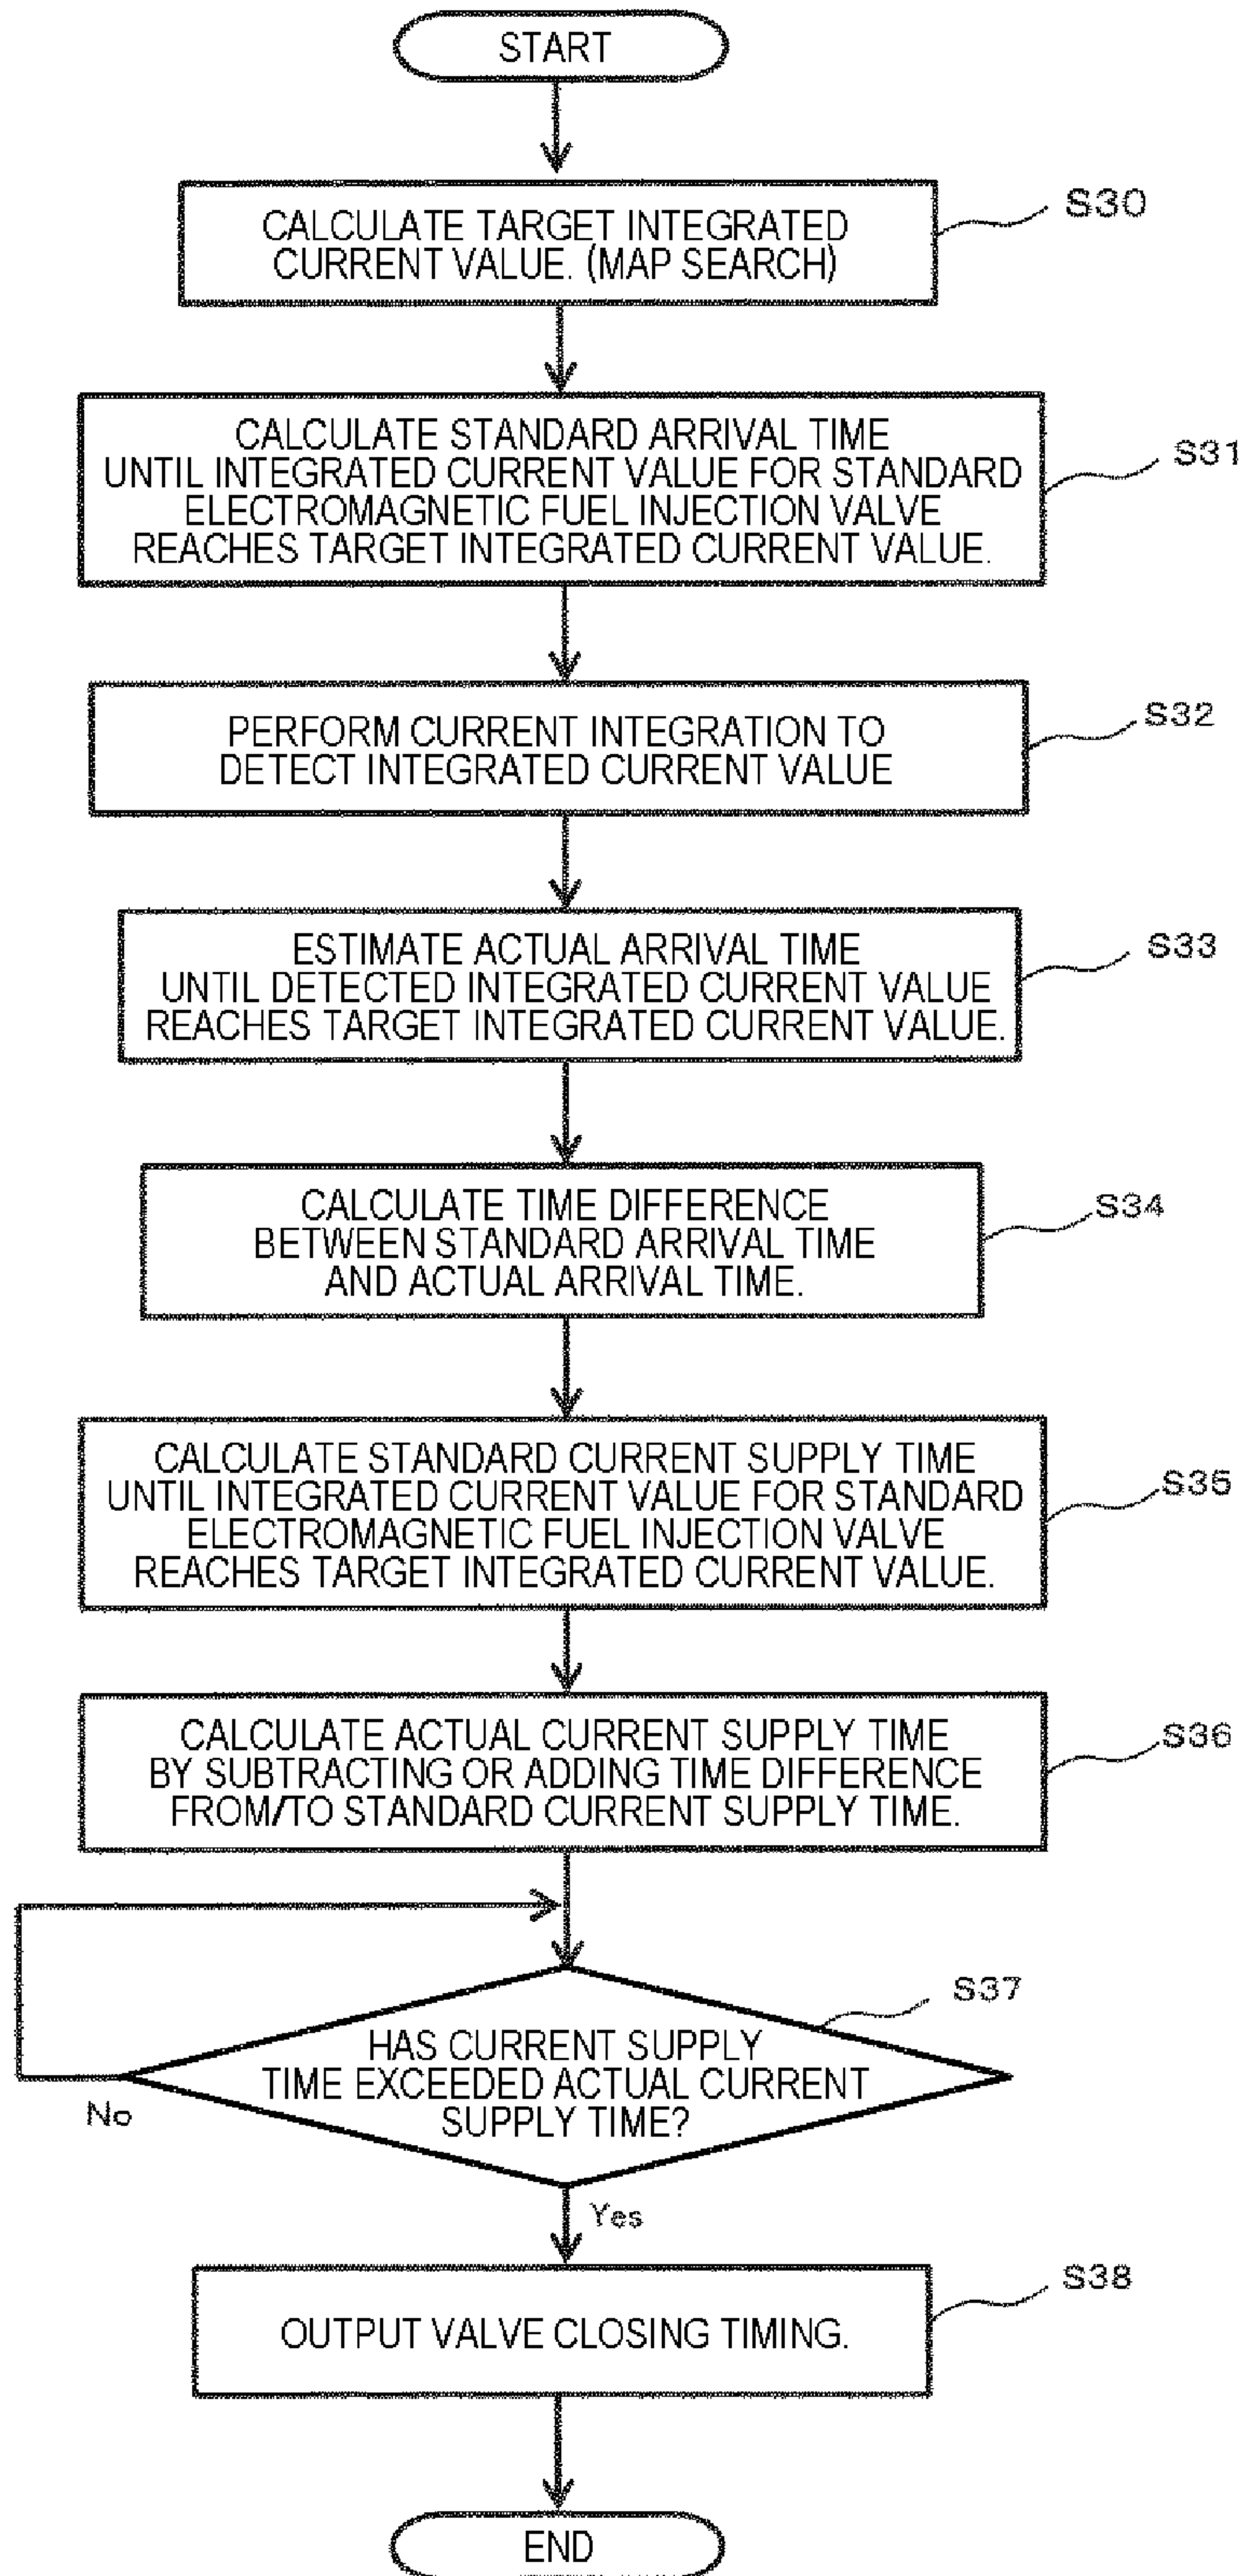 START
CALCULATE TARGET INTEGRATED
CURRENT VALUE. (MAP SEARCH)
S30
CALCULATE STANDARD ARRIVAL TIME
UNTIL INTEGRATED CURRENT VALUE FOR STANDARD
ELECTROMAGNETIC FUEL INJECTION VALVE
REACHES TARGET INTEGRATED CURRENT VALUE.
S31
PERFORM CURRENT INTEGRATION TO
DETECT INTEGRATED CURRENT VALUE
S32
ESTIMATE ACTUAL ARRIVAL TIME
UNTIL DETECTED INTEGRATED CURRENT VALUE
REACHES TARGET INTEGRATED CURRENT VALUE.
S33
CALCULATE TIME DIFFERENCE
BETWEEN STANDARD ARRIVAL TIME
AND ACTUAL ARRIVAL TIME.
S34
CALCULATE STANDARD CURRENT SUPPLY TIME
UNTIL INTEGRATED CURRENT VALUE FOR STANDARD
ELECTROMAGNETIC FUEL INJECTION VALVE
REACHES TARGET INTEGRATED CURRENT VALUE.
S35
CALCULATE ACTUAL CURRENT SUPPLY TIME
BY SUBTRACTING OR ADDING TIME DIFFERENCE
FROM/TO STANDARD CURRENT SUPPLY TIME.
S36
HAS CURRENT SUPPLY
TIME EXCEEDED ACTUAL CURRENT
SUPPLY TIME?
S37
No
Yes
OUTPUT VALVE CLOSING TIMING.
S38
END